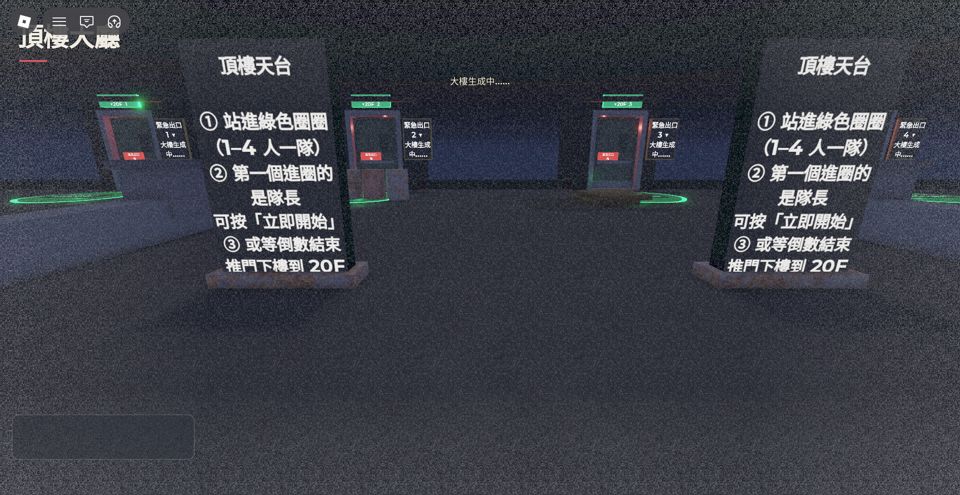 頂樓大廳
大樓生成中......
頂樓天台
① 站進綠色圈圈
（1–4 人一隊）
② 第一個進圈的
是隊長
可按「立即開始」
③ 或等倒數結束
推門下樓到 20F
頂樓天台
① 站進綠色圈圈
（1–4 人一隊）
② 第一個進圈的
是隊長
可按「立即開始」
③ 或等倒數結束
推門下樓到 20F
緊急出口
1 ▼
大樓生成
中......
緊急出口
2 ▼
大樓生成
中......
緊急出口
3 ▼
大樓生成
中......
緊急出口
4 ▼
大樓生成
中......